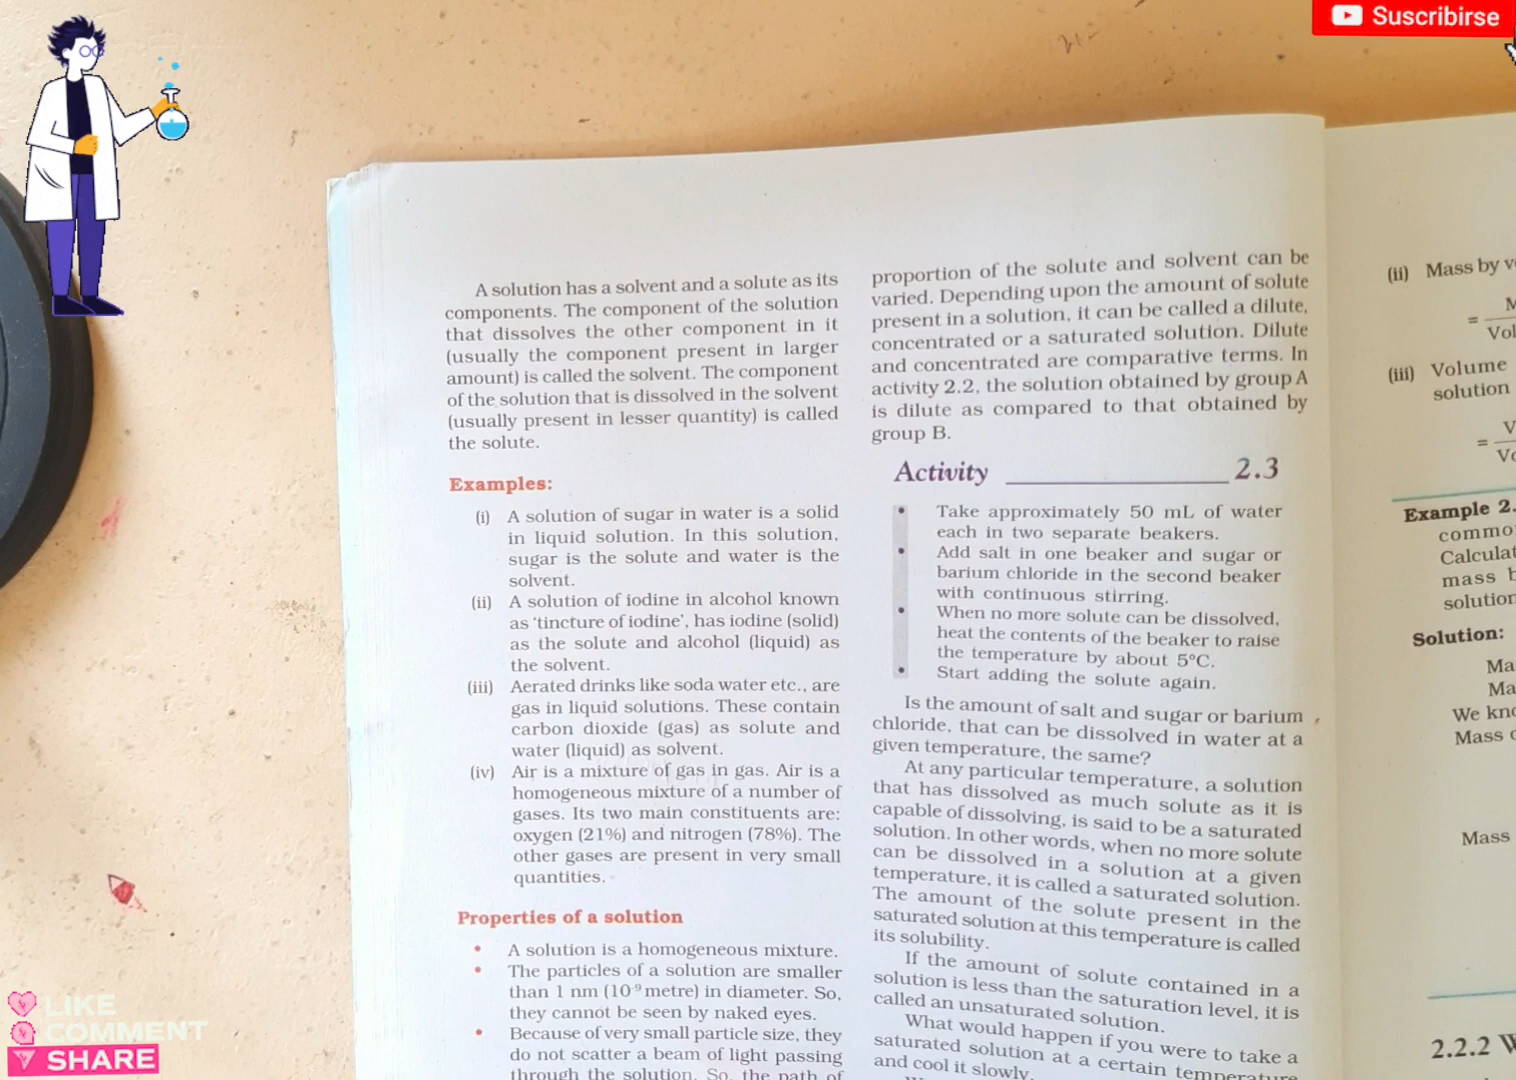 Suscribirse
A solution has a solvent and a solute as its
components. The component of the solution
that dissolves the other component in it
(usually the component present in larger
amount) is called the solvent. The component
of the solution that is dissolved in the solvent
(usually present in lesser quantity) is called
the solute.
Examples:
(i) A solution of sugar in water is a solid
in liquid solution. In this solution,
sugar is the solute and water is the
solvent.
(ii) A solution of iodine in alcohol known
as ‘tincture of iodine’, has iodine (solid)
as the solute and alcohol (liquid) as
the solvent.
(iii) Aerated drinks like soda water etc., are
gas in liquid solutions. These contain
carbon dioxide (gas) as solute and
water (liquid) as solvent.
(iv) Air is a mixture of gas in gas. Air is a
homogeneous mixture of a number of
gases. Its two main constituents are:
oxygen (21%) and nitrogen (78%). The
other gases are present in very small
quantities.
Properties of a solution
• A solution is a homogeneous mixture.
• The particles of a solution are smaller
than 1 nm (10⁻⁹ metre) in diameter. So,
they cannot be seen by naked eyes.
• Because of very small particle size, they
do not scatter a beam of light passing
through the solution. So, the path of
proportion of the solute and solvent can be
varied. Depending upon the amount of solute
present in a solution, it can be called a dilute,
concentrated or a saturated solution. Dilute
and concentrated are comparative terms. In
activity 2.2, the solution obtained by group A
is dilute as compared to that obtained by
group B.
Activity 2.3
• Take approximately 50 mL of water
each in two separate beakers.
• Add salt in one beaker and sugar or
barium chloride in the second beaker
with continuous stirring.
• When no more solute can be dissolved,
heat the contents of the beaker to raise
the temperature by about 5°C.
• Start adding the solute again.
Is the amount of salt and sugar or barium
chloride, that can be dissolved in water at a
given temperature, the same?
At any particular temperature, a solution
that has dissolved as much solute as it is
capable of dissolving, is said to be a saturated
solution. In other words, when no more solute
can be dissolved in a solution at a given
temperature, it is called a saturated solution.
The amount of the solute present in the
saturated solution at this temperature is called
its solubility.
If the amount of solute contained in a
solution is less than the saturation level, it is
called an unsaturated solution.
What would happen if you were to take a
saturated solution at a certain temperature
and cool it slowly.
(ii) Mass by
=
(iii) Volume
solution
=
Example 2.
mass
solution
Solution:
We
Mass
Mass
2.2.2
LIKE
COMMENT
SHARE